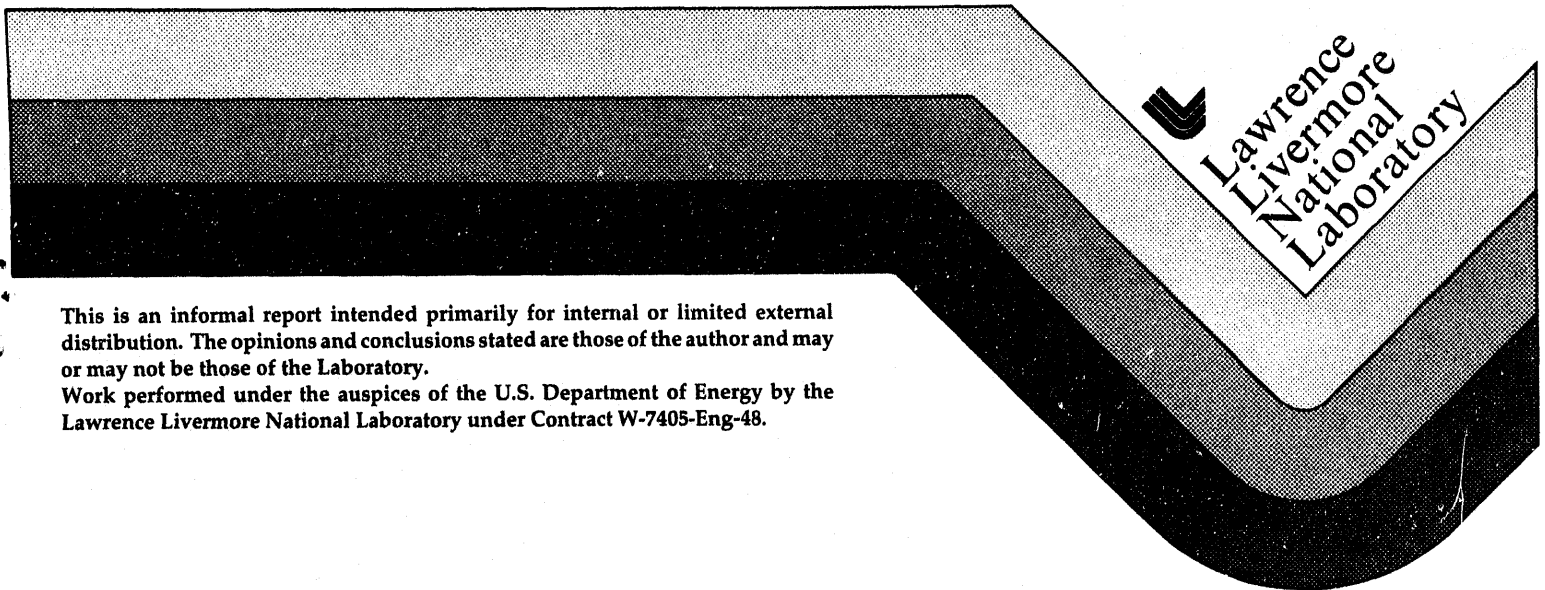 Lawrence
Livermore
National
Laboratory
This is an informal report intended primarily for internal or limited external
distribution. The opinions and conclusions stated are those of the author and may
or may not be those of the Laboratory.
Work performed under the auspices of the U.S. Department of Energy by the
Lawrence Livermore National Laboratory under Contract W-7405-Eng-48.